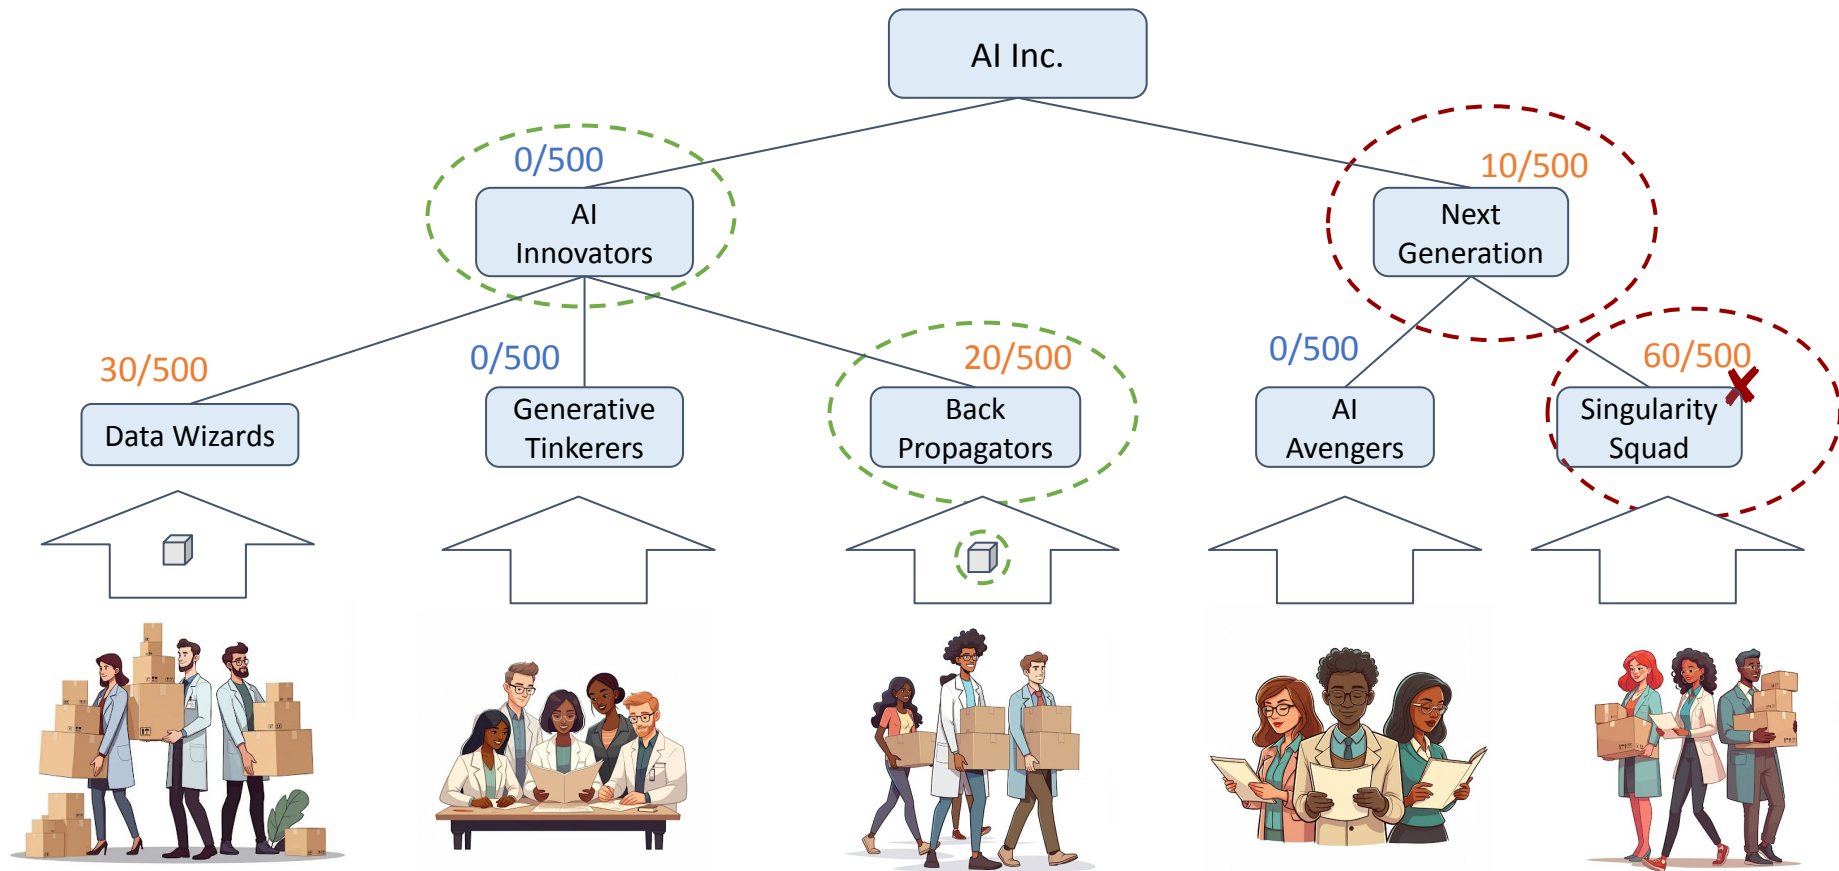 AI Inc.
0/500
10/500
AI
Innovators
Next
Generation
30/500
0/500
20/500
0/500
60/500
Data Wizards
Generative
Tinkerers
Back
Propagators
AI
Avengers
Singularity
Squad